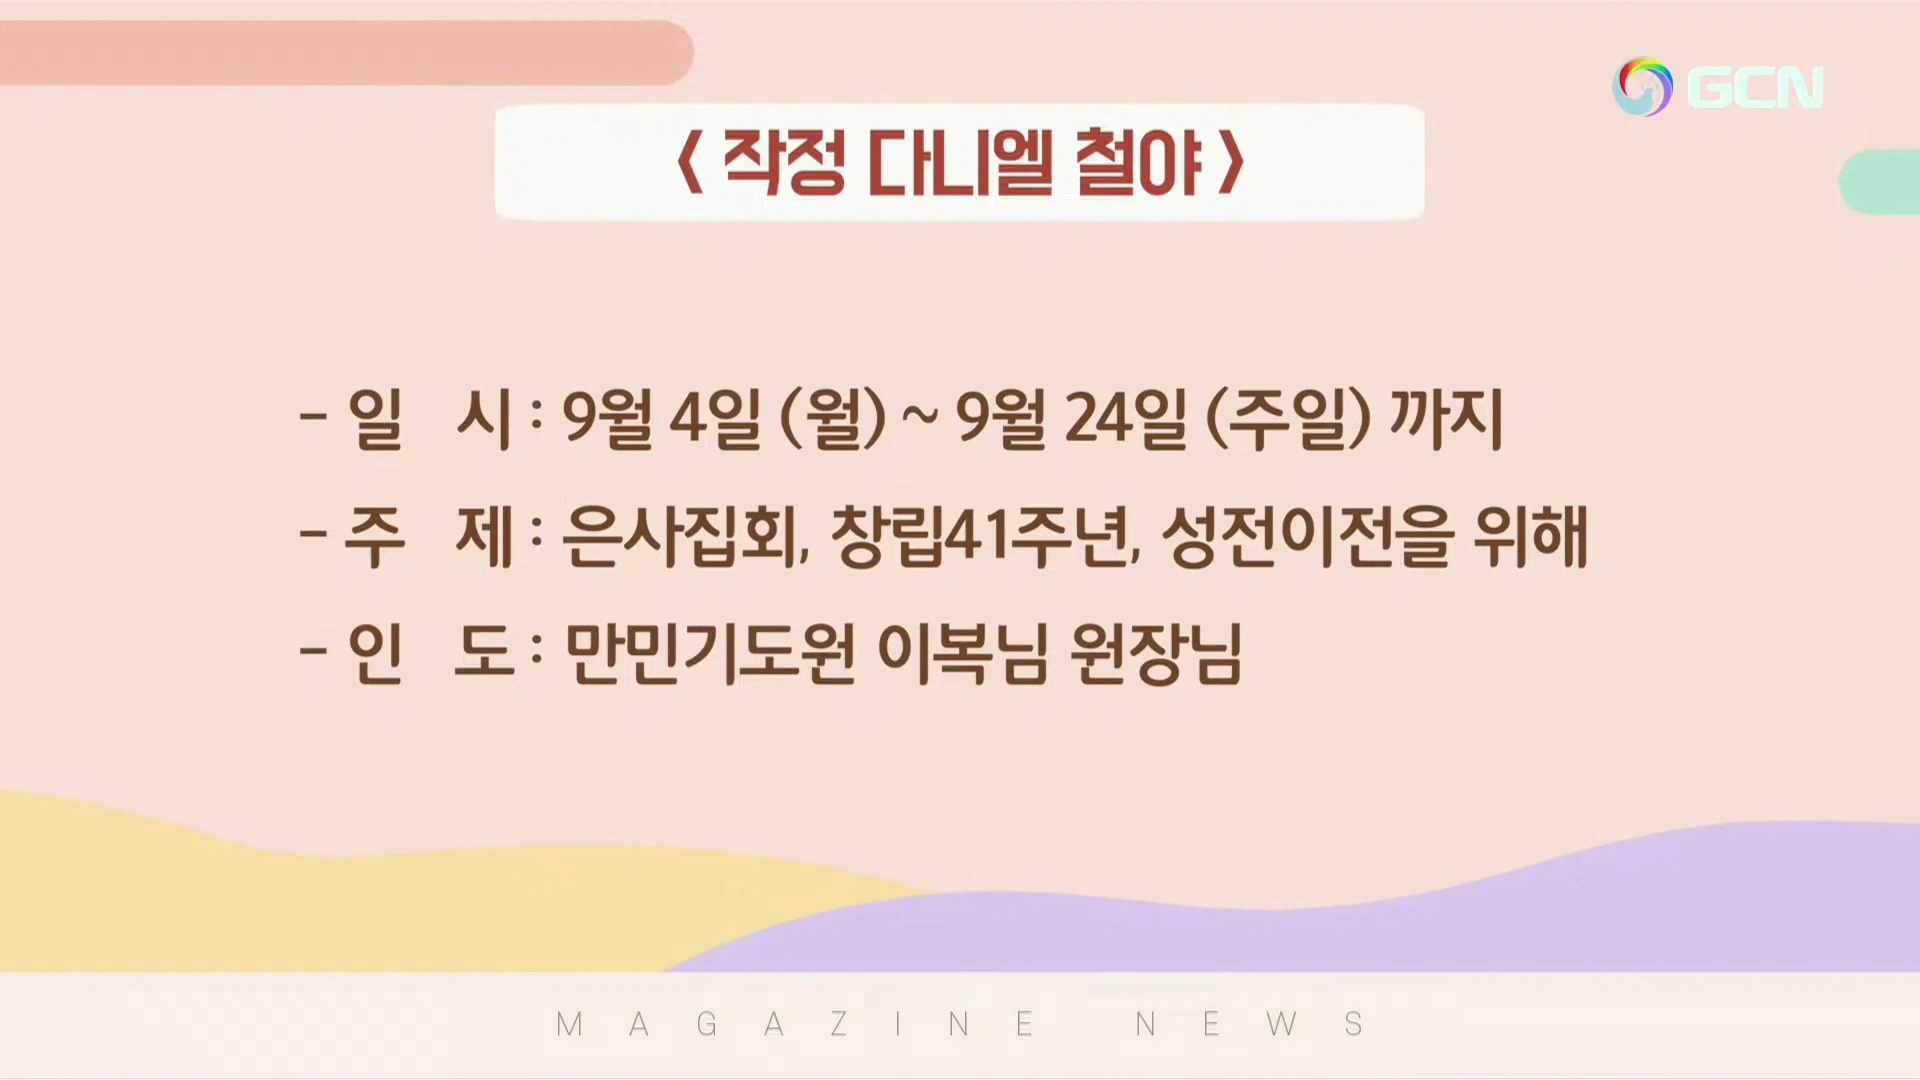 GCN
< 작정 다니엘 철야 >
- 일 시 : 9월 4일 (월) ~ 9월 24일 (주일) 까지
- 주 제 : 은사집회, 창립41주년, 성전이전을 위해
- 인 도 : 만민기도원 이복님 원장님
MAGAZINE NEWS